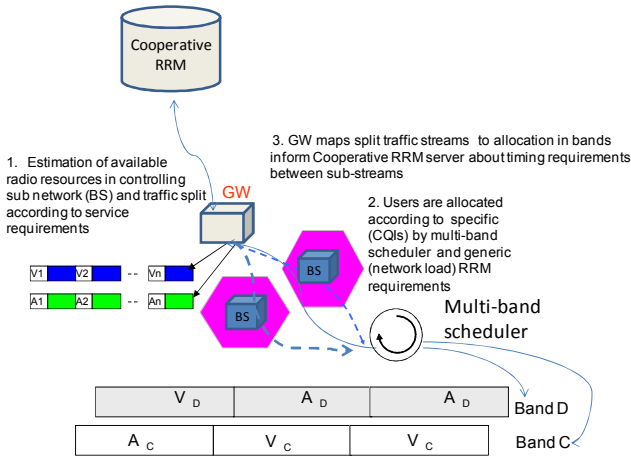 Cooperative
RRM
3. GW maps split traffic streams to allocation in bands
inform Cooperative RRM server about timing requirements
between sub-streams
1. Estimation of available
radio resources in controlling
sub network (BS) and traffic split
according to service
requirements
GW
2. Users are allocated
according to specific
(CQIs) by multi-band
scheduler and generic
(network load) RRM
requirements
V1 V2 -- Vn
A1 A2 -- An
BS
BS
Multi-band
scheduler
V D A D A D
Band D
A C V C V C
Band C